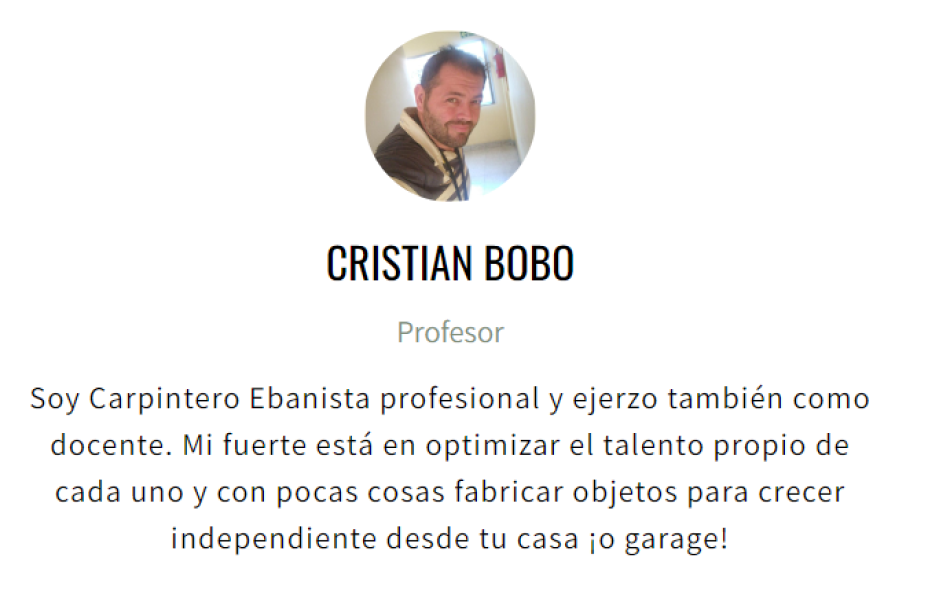 CRISTIAN BOBO
Profesor
Soy Carpintero Ebanista profesional y ejerzo también como
docente. Mi fuerte está en optimizar el talento propio de
cada uno y con pocas cosas fabricar objetos para crecer
independiente desde tu casa ¡o garage!